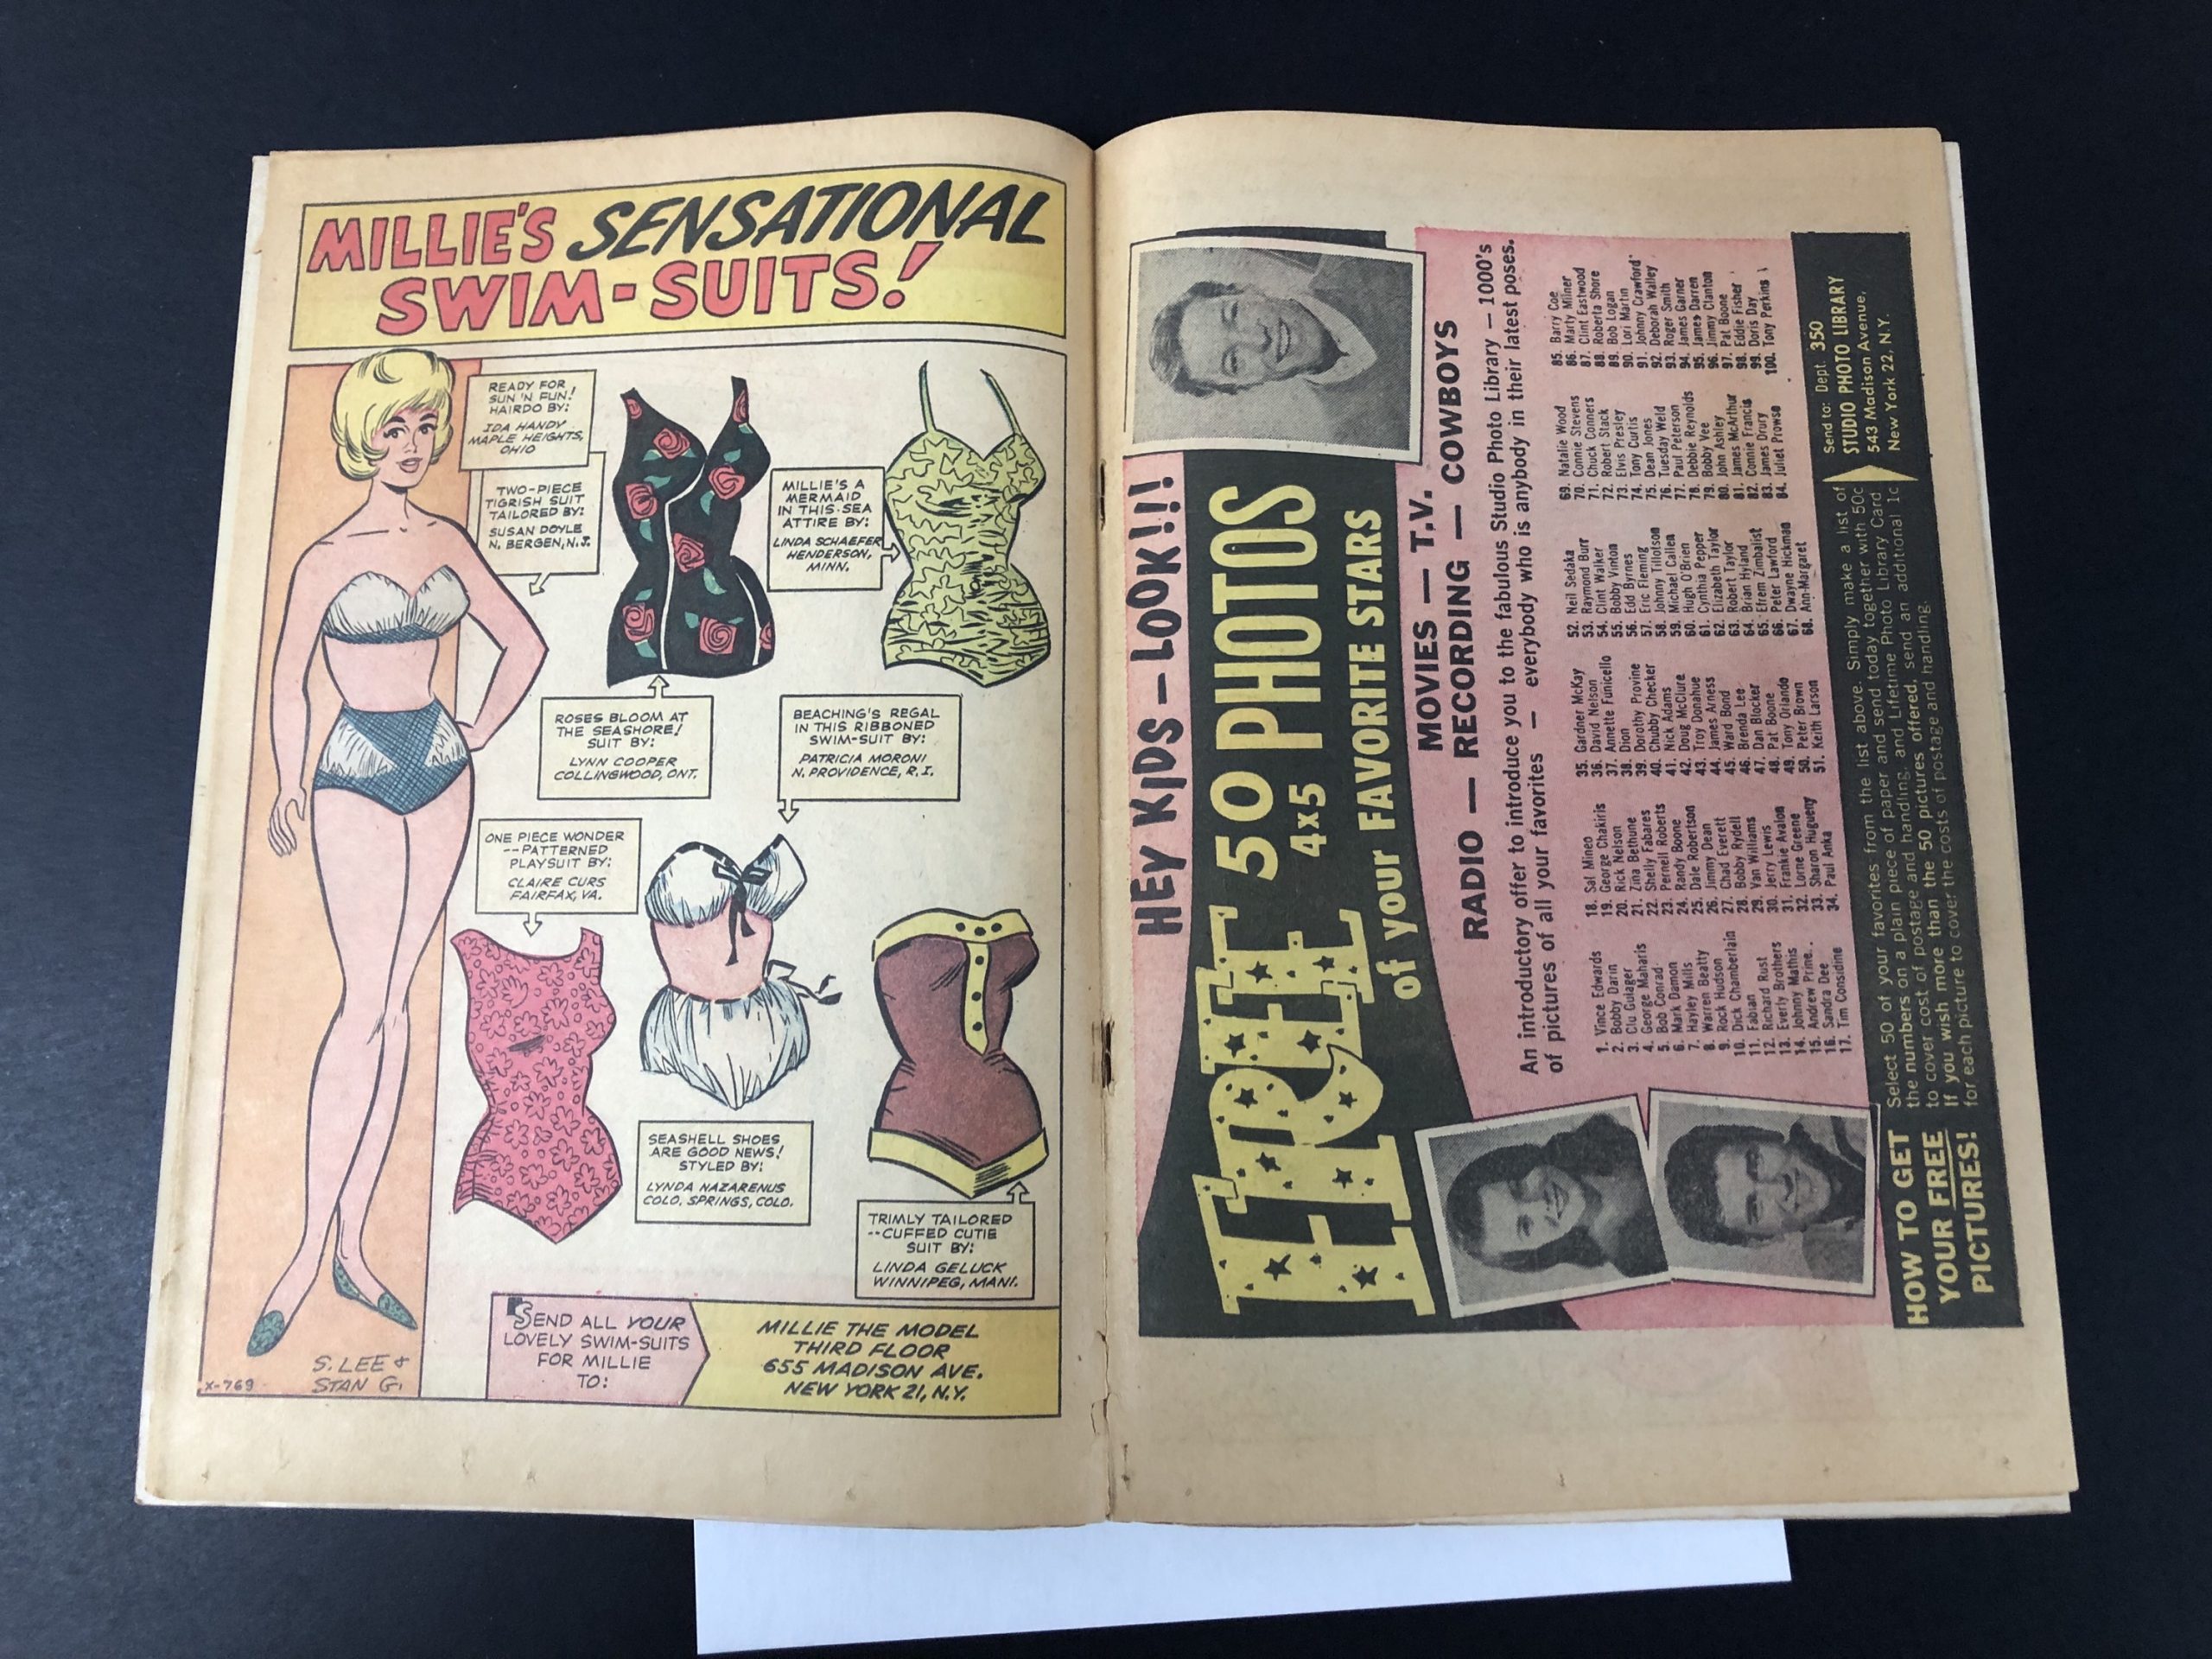 MILLIE'S SENSATIONAL
SWIM-SUITS!
READY FOR
SUN 'N FUN!
HAIRDO BY:
IDA HANDY
MAPLE HEIGHTS,
OHIO
TWO-PIECE
TIGRISH SUIT
TAILORED BY:
SUSAN DOYLE
N. BERGEN, N.J.
MILLIE'S A
MERMAID
IN THIS SEA
ATTIRE BY:
LINDA SCHAEFER
HENDERSON,
MINN.
ROSES BLOOM AT
THE SEASHORE!
SUIT BY:
LYNN COOPER
COLLINGWOOD, ONT.
BEACHING'S REGAL
IN THIS RIBBONED
SWIM-SUIT BY:
PATRICIA MORONI
N. PROVIDENCE, R.I.
ONE PIECE WONDER
--PATTERNED
PLAYSUIT BY:
CLAIRE CURS
FAIRFAX, VA.
SEASHELL SHOES
ARE GOOD NEWS!
STYLED BY:
LYNDA NAZARENUS
COLO. SPRINGS, COLO.
TRIMLY TAILORED
--CUFFED CUTIE
SUIT BY:
LINDA GELUCK
WINNIPEG, MANI.
S. LEE &
STAN G.
X-769
SEND ALL YOUR
LOVELY SWIM-SUITS
FOR MILLIE
TO:
MILLIE THE MODEL
THIRD FLOOR
655 MADISON AVE.
NEW YORK 21, N.Y.
HEY KIDS - LOOK!!!
FREE 50 PHOTOS
4x5
of your FAVORITE STARS
MOVIES — T.V.
RADIO — RECORDING — COWBOYS
An introductory offer to introduce you to the fabulous Studio Photo Library — 1000's
of pictures of all your favorites — everybody who is anybody in their latest poses.
1. Vince Edwards
2. Bobby Darin
3. Clu Gulager
4. George Maharis
5. Bob Conrad
6. Mark Damon
7. Hayley Mills
8. Warren Beatty
9. Rock Hudson
10. Dick Chamberlain
11. Fabian
12. Richard Rust
13. Everly Brothers
14. Johnny Mathis
15. Andrew Prine
16. Sandra Dee
17. Tim Considine
18. Sal Mineo
19. George Chakiris
20. Rick Nelson
21. Zina Bethune
22. Shelly Fabares
23. Pernell Roberts
24. Randy Boone
25. Dale Robertson
26. Jimmy Dean
27. Chad Everett
28. Bobby Rydell
29. Van Williams
30. Jerry Lewis
31. Frankie Avalon
32. Lorne Greene
33. Sharon Hugueny
34. Paul Anka
35. Gardner McKay
36. David Nelson
37. Annette Funicello
38. Dion
39. Dorothy Provine
40. Chubby Checker
41. Nick Adams
42. Doug McClure
43. Troy Donahue
44. James Arness
45. Ward Bond
46. Brenda Lee
47. Dan Blocker
48. Pat Boone
49. Tony Orlando
50. Peter Brown
51. Keith Larson
52. Neil Sedaka
53. Raymond Burr
54. Clint Walker
55. Bobby Vinton
56. Edd Byrnes
57. Eric Fleming
58. Johnny Tillotson
59. Michael Callen
60. Hugh O'Brien
61. Cynthia Pepper
62. Elizabeth Taylor
63. Robert Taylor
64. Brian Hyland
65. Efrem Zimbalist
66. Peter Lawford
67. Dwayne Hickman
68. Ann-Margaret
69. Natalie Wood
70. Connie Stevens
71. Chuck Conners
72. Robert Stack
73. Elvis Presley
74. Tony Curtis
75. Dean Jones
76. Tuesday Weld
77. Paul Peterson
78. Debbie Reynolds
79. Bobby Vee
80. John Ashley
81. James McArthur
82. Connie Francis
83. James Drury
84. Juliet Prowse
85. Barry Coe
86. Marty Milner
87. Clint Eastwood
88. Roberta Shore
89. Bob Logan
90. Lori Martin
91. Johnny Crawford
92. Deborah Walley
93. Roger Smith
94. James Garner
95. James Darren
96. Jimmy Clanton
97. Pat Boone
98. Eddie Fisher
99. Doris Day
100. Tony Perkins
HOW TO GET
YOUR FREE
PICTURES!
Select 50 of your favorites from the list above. Simply make a list of
the numbers on a plain piece of paper and send today together with 50c
to cover cost of postage and handling, and Lifetime Photo Library Card
If you wish more than the 50 pictures offered, send an additional 1c
for each picture to cover the costs of postage and handling.
Send to: Dept. 350
STUDIO PHOTO LIBRARY
543 Madison Avenue,
New York 22, N.Y.